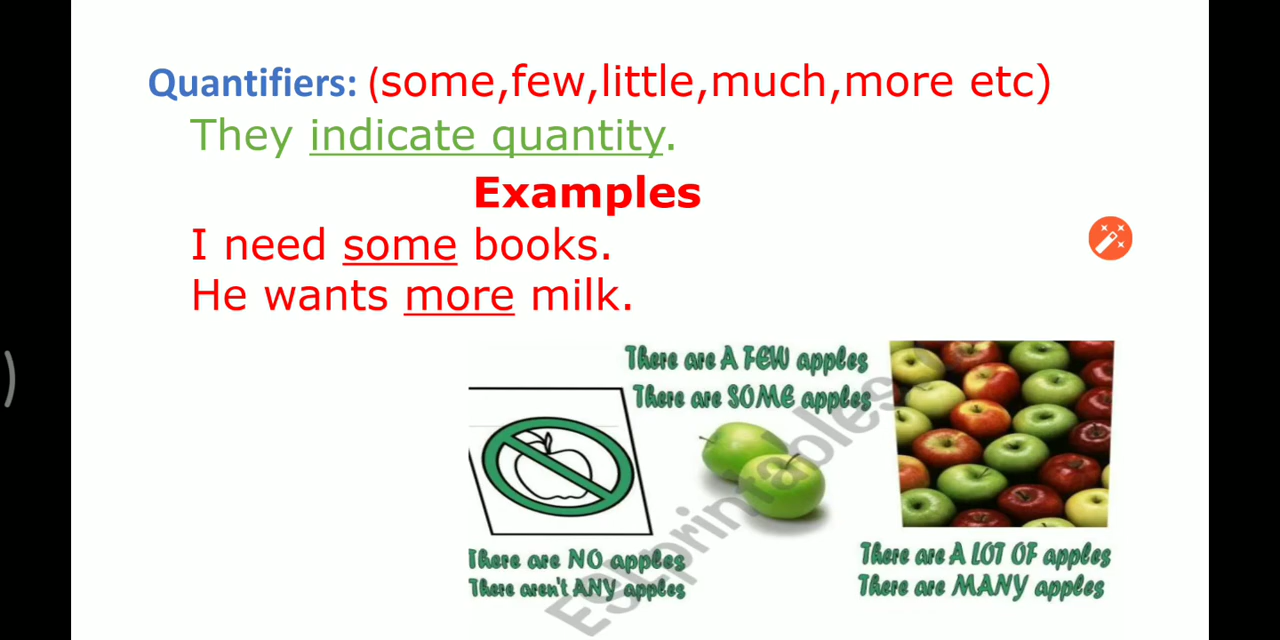 Quantifiers: (some,few,little,much,more etc)
They indicate quantity.
Examples
I need some books.
He wants more milk.
There are A FEW apples
There are SOME apples
There are NO apples
There aren't ANY apples
There are A LOT OF apples
There are MANY apples
ESLprintables